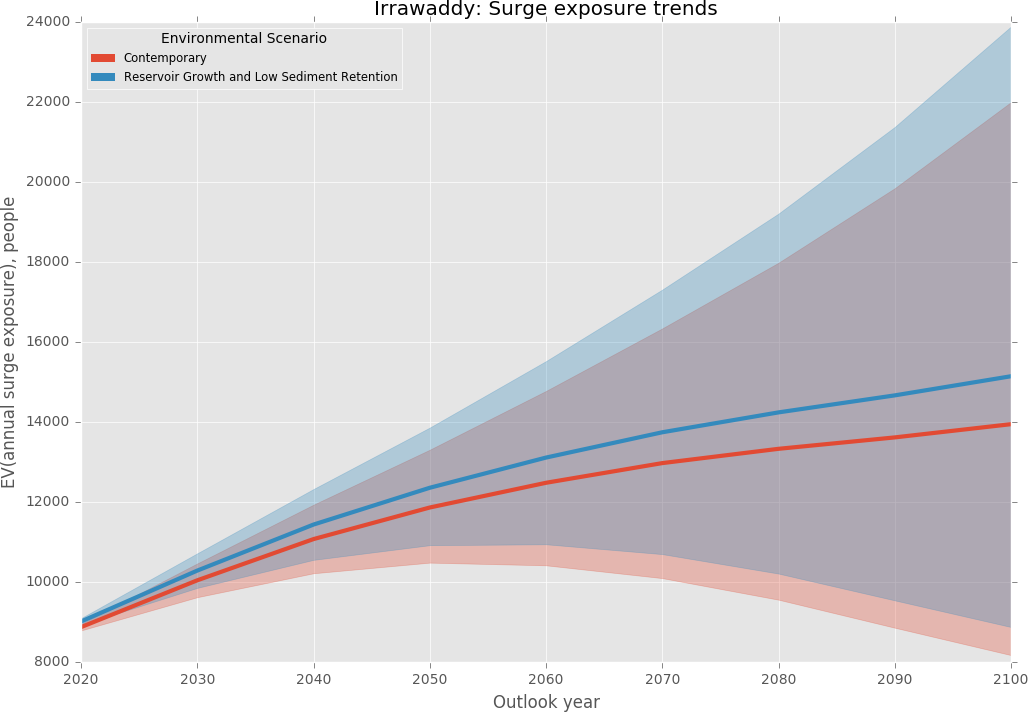 Irrawaddy: Surge exposure trends
Environmental Scenario
Contemporary
Reservoir Growth and Low Sediment Retention
EV(annual surge exposure), people
24000
22000
20000
18000
16000
14000
12000
10000
8000
2020 2030 2040 2050 2060 2070 2080 2090 2100
Outlook year